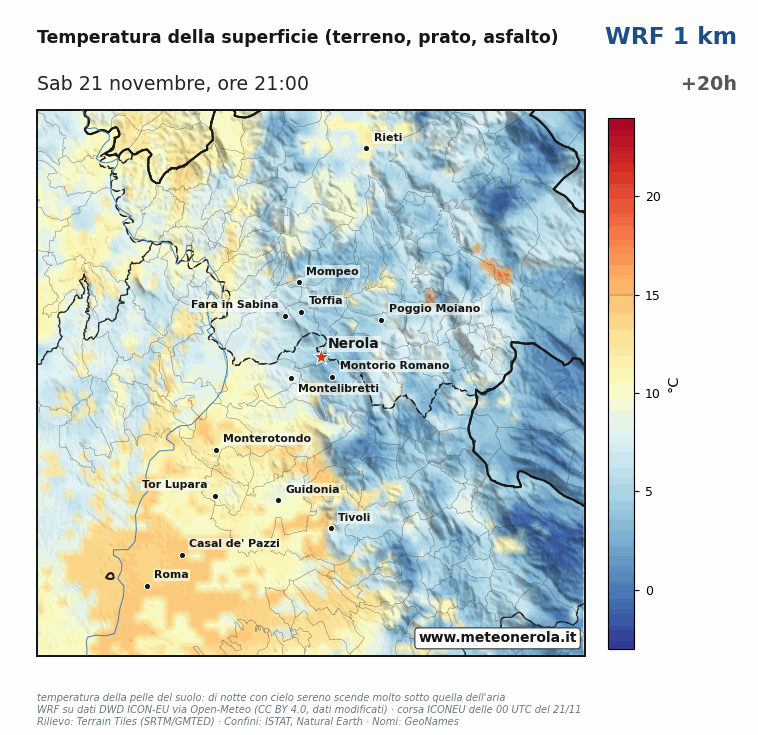 Temperatura della superficie (terreno, prato, asfalto)
WRF 1 km
Sab 21 novembre, ore 21:00
+20h
Rieti
Mompeo
Fara in Sabina
Toffia
Poggio Moiano
Nerola
Montorio Romano
Montelibretti
Monterotondo
Tor Lupara
Guidonia
Tivoli
Casal de' Pazzi
Roma
www.meteonerola.it
20
15
10
5
0
°C
temperatura della pelle del suolo: di notte con cielo sereno scende molto sotto quella dell'aria
WRF su dati DWD ICON-EU via Open-Meteo (CC BY 4.0, dati modificati) · corsa ICONEU delle 00 UTC del 21/11
Rilievo: Terrain Tiles (SRTM/GMTED) · Confini: ISTAT, Natural Earth · Nomi: GeoNames